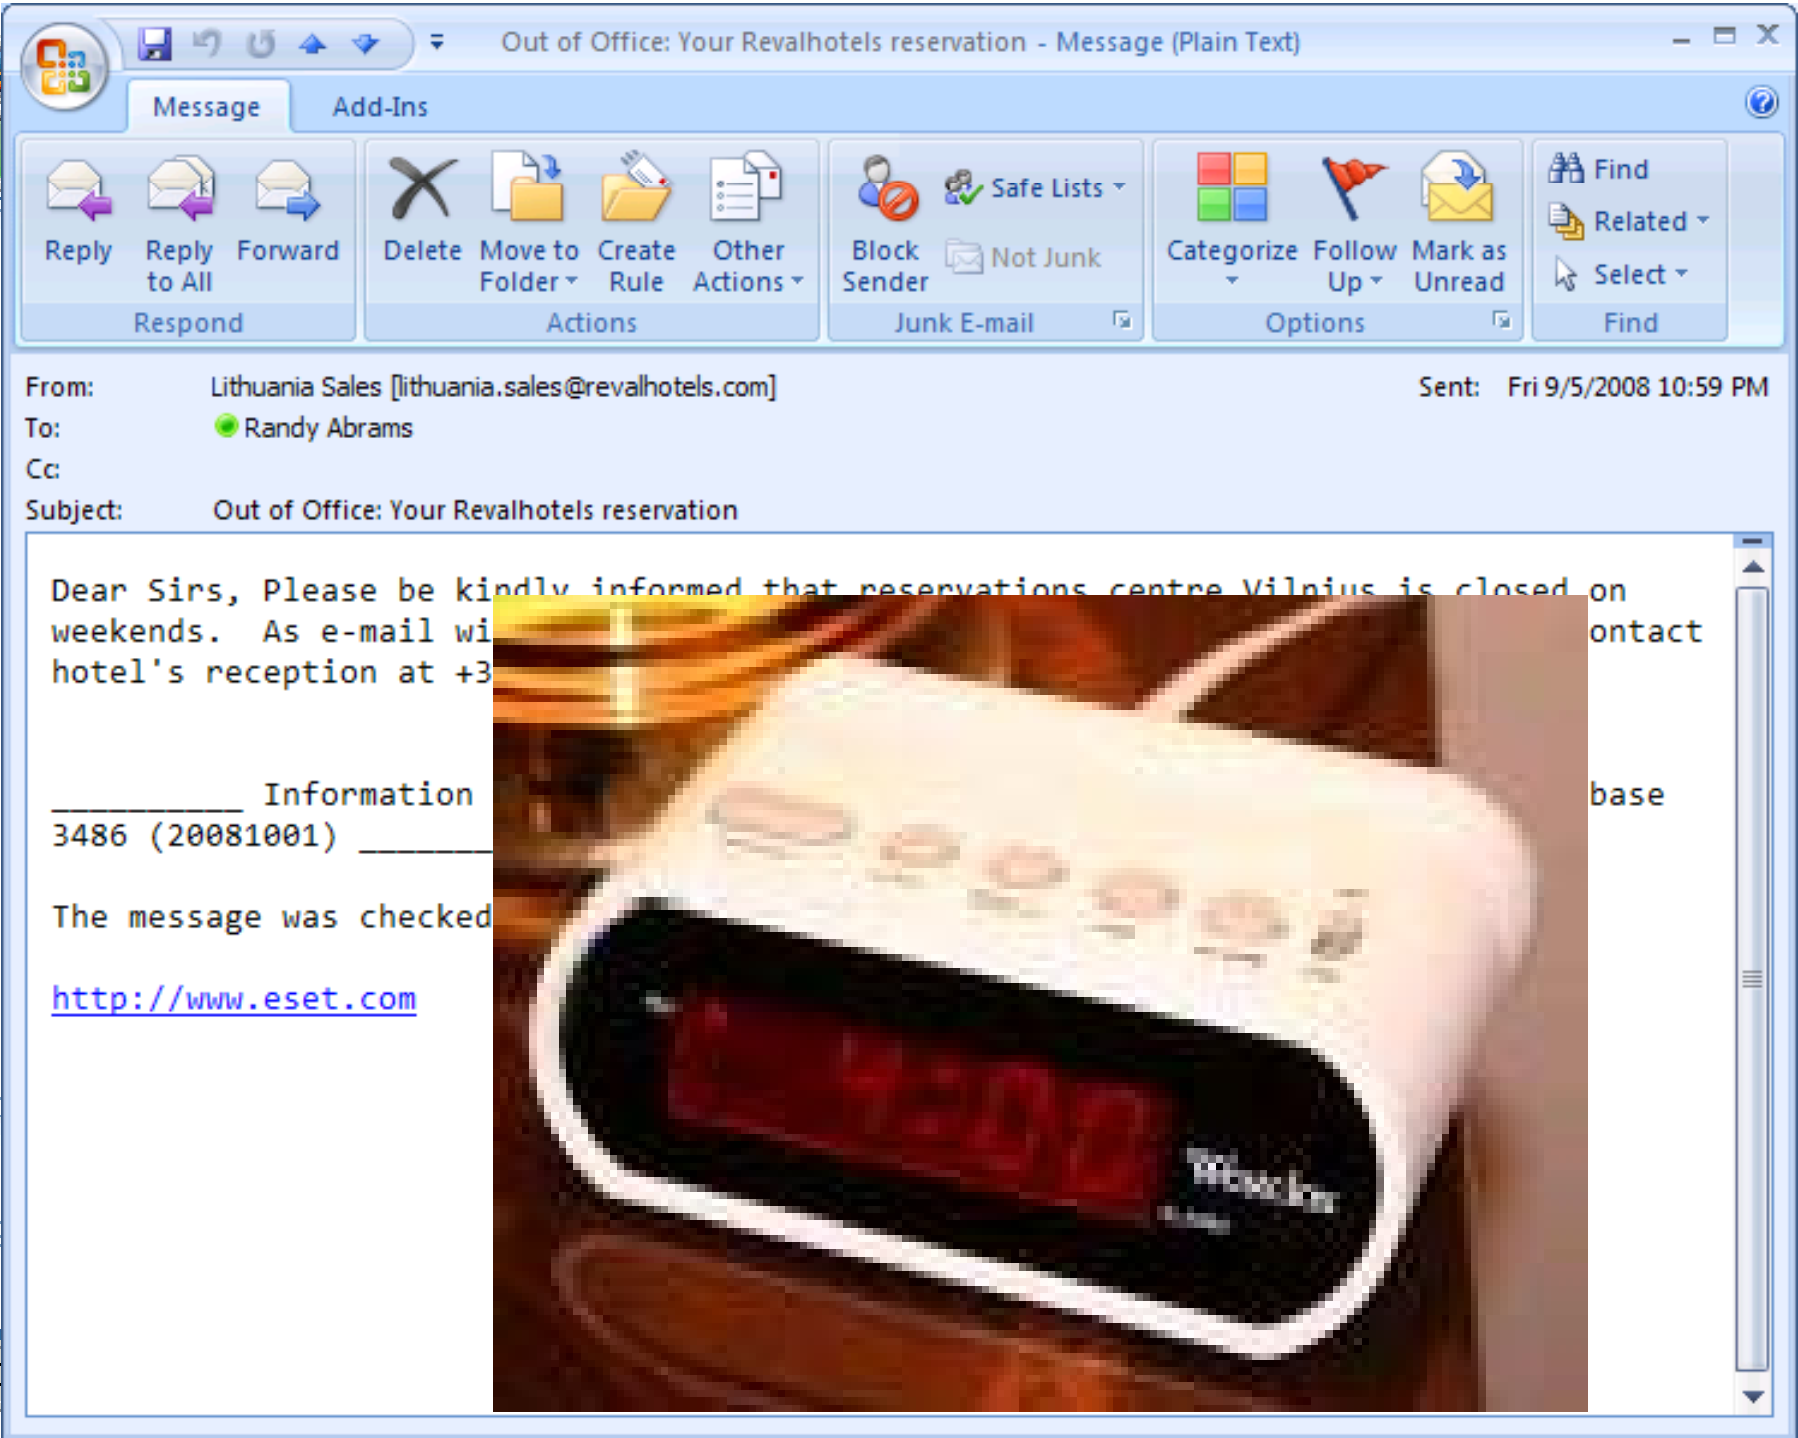 Out of Office: Your Revalhotels reservation - Message (Plain Text)
Message Add-Ins
Reply Reply to All Forward
Delete Move to Folder Create Rule Other Actions
Block Sender Safe Lists Not Junk
Categorize Follow Up Mark as Unread
Find
Related
Select
Respond Actions Junk E-mail Options Find
From: Lithuania Sales [lithuania.sales@revalhotels.com] Sent: Fri 9/5/2008 10:59 PM
To: Randy Abrams
Cc:
Subject: Out of Office: Your Revalhotels reservation
Dear Sirs, Please be kindly informed that reservations centre Vilnius is closed on
weekends. As e-mail wi ontact
hotel's reception at +3
__________ Information base
3486 (20081001) _______
The message was checked
http://www.eset.com